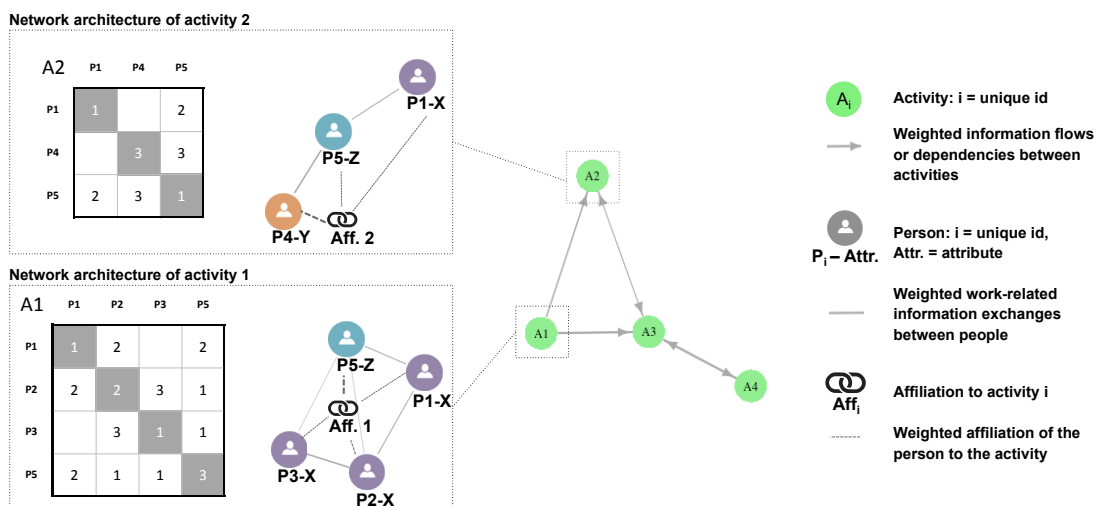 Network architecture of activity 2
A2 P1 P4 P5
P1 1 2
P4 3 3
P5 2 3 1
P1-X
P5-Z
P4-Y
Aff. 2
Network architecture of activity 1
A1 P1 P2 P3 P5
P1 1 2 2
P2 2 2 3 1
P3 3 1 1
P5 2 1 1 3
P5-Z
P1-X
Aff. 1
P3-X
P2-X
A2
A1
A3
A4
Ai
Activity: i = unique id
Weighted information flows
or dependencies between
activities
Pi – Attr.
Person: i = unique id,
Attr. = attribute
Weighted work-related
information exchanges
between people
Affi
Affiliation to activity i
Weighted affiliation of the
person to the activity